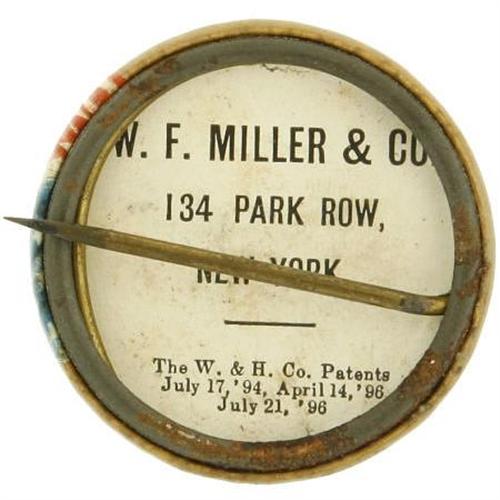 W. F. MILLER & CO.
134 PARK ROW,
NEW YORK
The W. & H. Co. Patents
July 17, '94, April 14, '96
July 21, '96